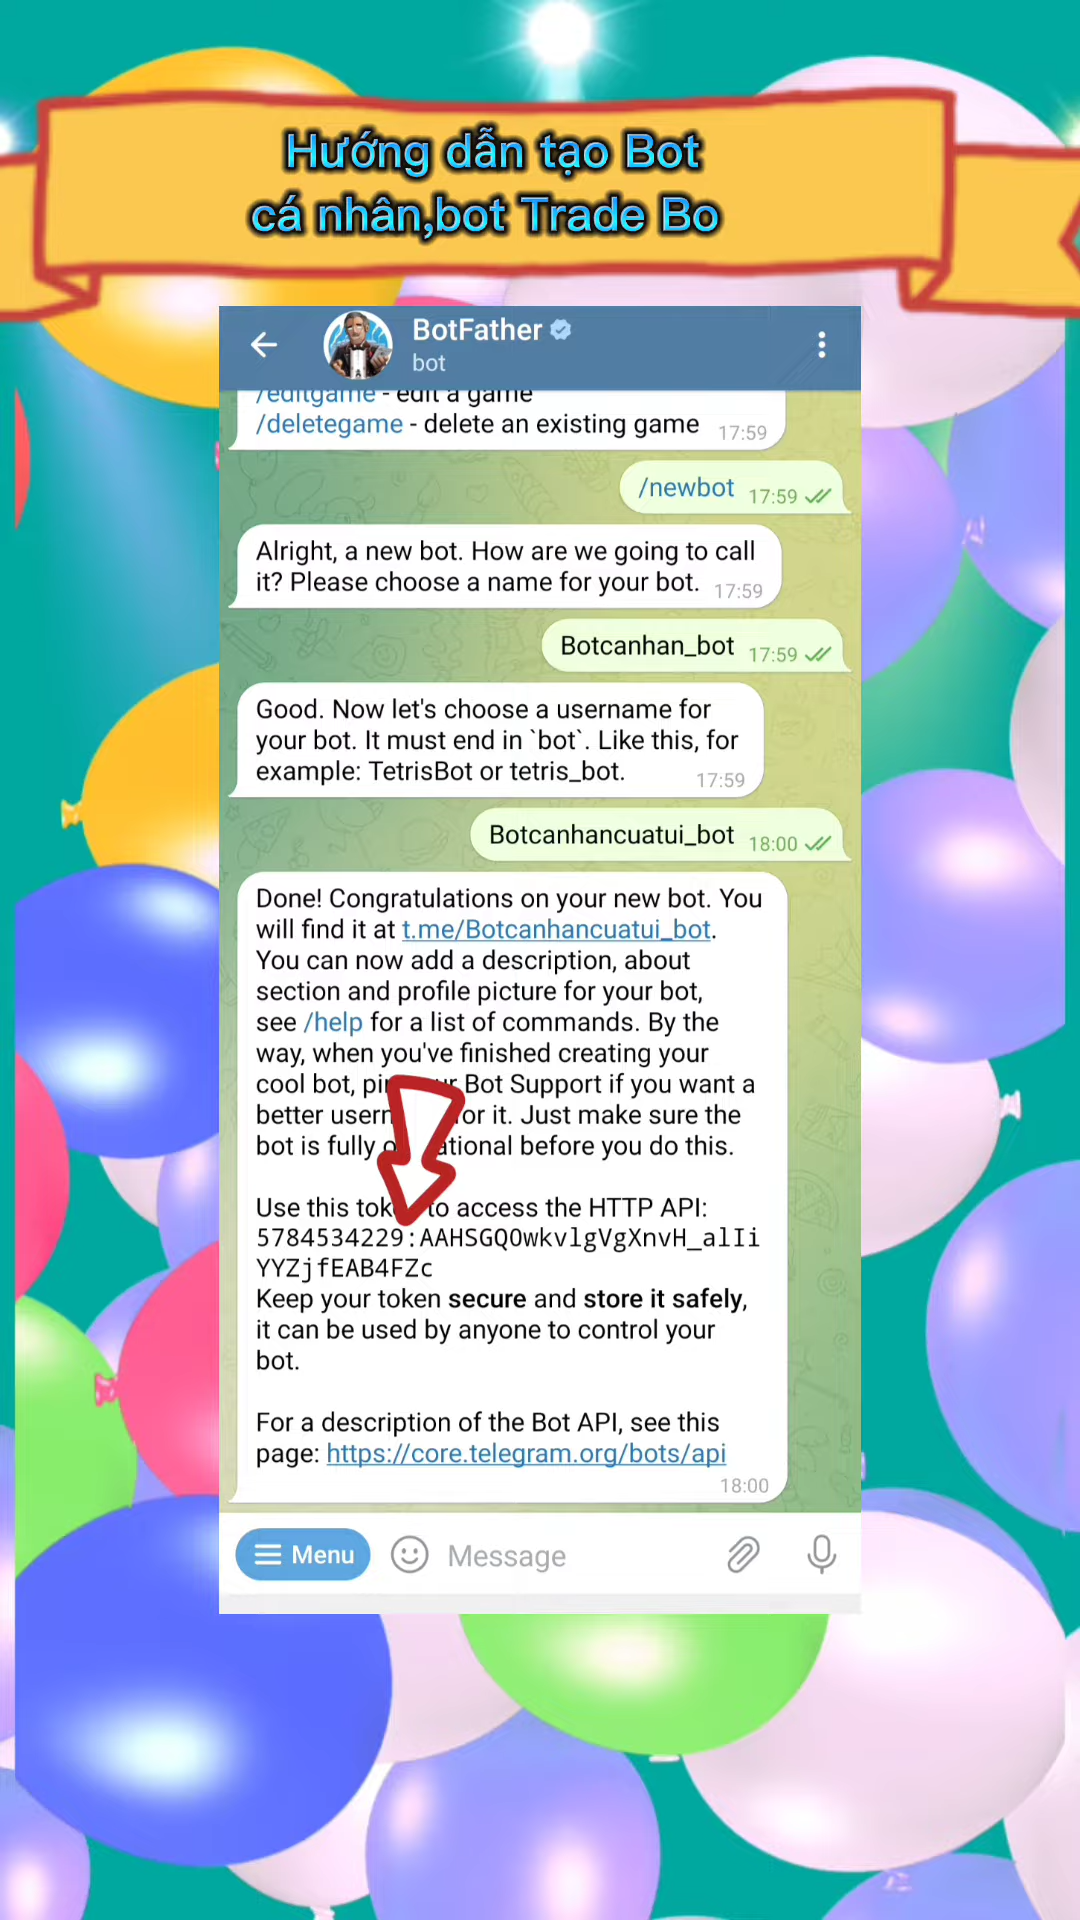 Hướng dẫn tạo Bot
cá nhân,bot Trade Bo
BotFather
bot
/editgame - edit a game
/deletegame - delete an existing game 17:59
/newbot 17:59
Alright, a new bot. How are we going to call
it? Please choose a name for your bot. 17:59
Botcanhan_bot 17:59
Good. Now let's choose a username for
your bot. It must end in `bot`. Like this, for
example: TetrisBot or tetris_bot. 17:59
Botcanhancuatui_bot 18:00
Done! Congratulations on your new bot. You
will find it at t.me/Botcanhancuatui_bot.
You can now add a description, about
section and profile picture for your bot,
see /help for a list of commands. By the
way, when you've finished creating your
cool bot, Bot Support if you want a
better for it. Just make sure the
bot is fully before you do this.
Use this token to access the HTTP API:
5784534229:AAHSGQOwkvlgVgXnvH_alIi
YYZjfEAB4FZc
Keep your token secure and store it safely,
it can be used by anyone to control your
bot.
For a description of the Bot API, see this
page: https://core.telegram.org/bots/api
18:00
Menu Message